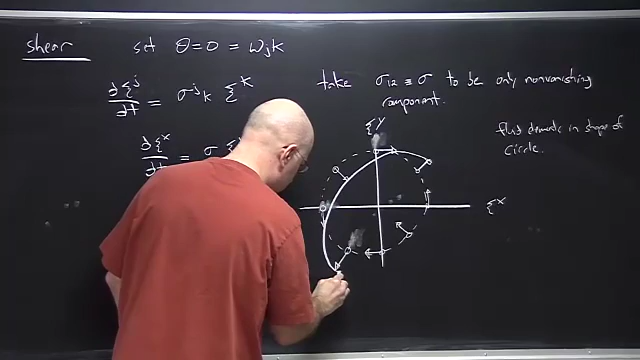 shear set θ = 0 = ω_jk
dξ^j/dt = σ^j_k ξ^k
take σ_12 ≡ σ to be only nonvanishing
component.
dξ^x/dt = σ ξ
fluid elements in shape of
circle.
ξ^y
ξ^x